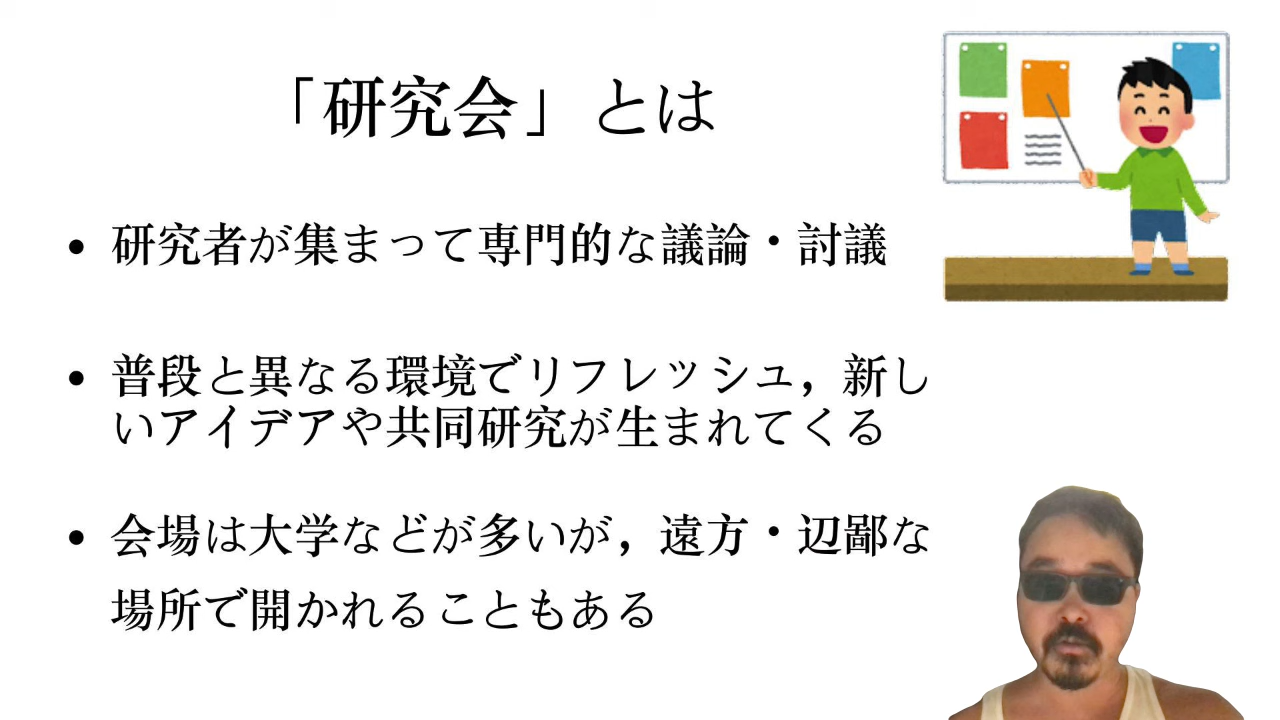 「研究会」とは
• 研究者が集まって専門的な議論・討議
• 普段と異なる環境でリフレッシュ，新し
いアイデアや共同研究が生まれてくる
• 会場は大学などが多いが，遠方・辺鄙な
場所で開かれることもある